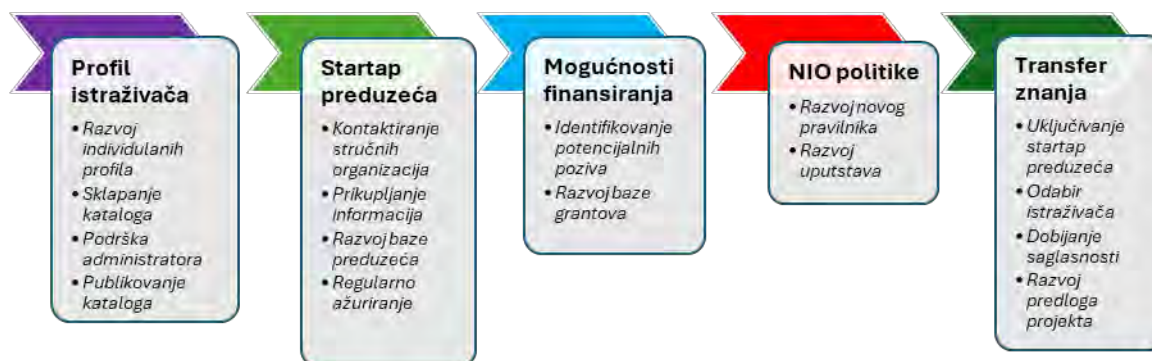 Profil
istraživača
• Razvoj
individulanih
profila
• Sklapanje
kataloga
• Podrška
administratora
• Publikovanje
kataloga
Startap
preduzeća
• Kontaktiranje
stručnih
organizacija
• Prikupljanje
informacija
• Razvoj baze
preduzeća
• Regularno
ažuriranje
Mogućnosti
finansiranja
• Identifikovanje
potencijalnih
poziva
• Razvoj baze
grantova
NIO politike
• Razvoj novog
pravilnika
• Razvoj
uputstava
Transfer
znanja
• Uključivanje
startap
preduzeća
• Odabir
istraživača
• Dobijanje
saglasnosti
• Razvoj
predloga
projekta